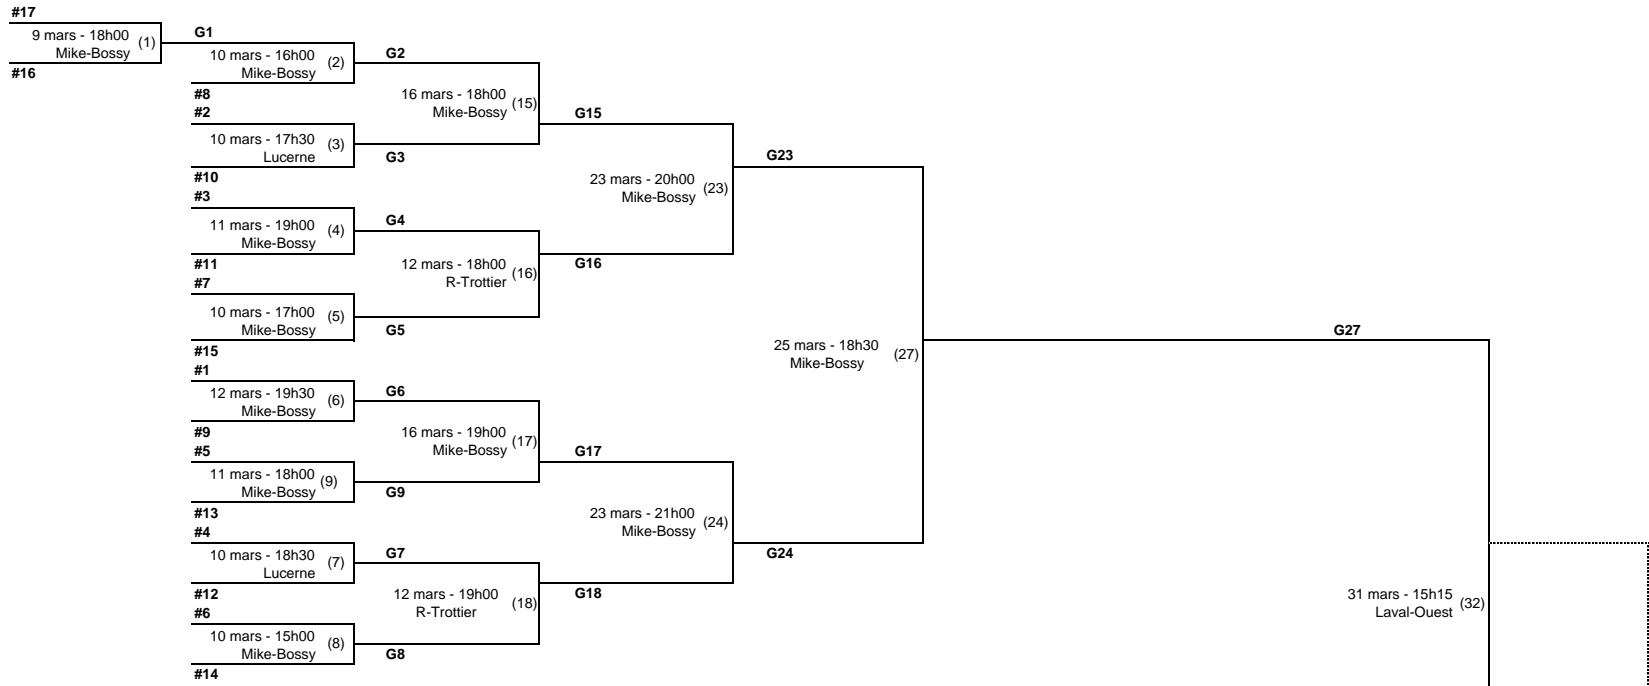 #17
9 mars - 18h00 (1)
Mike-Bossy
#16
G1
10 mars - 16h00 (2)
Mike-Bossy
#8
#2
10 mars - 17h30 (3)
Lucerne
#10
#3
11 mars - 19h00 (4)
Mike-Bossy
#11
#7
10 mars - 17h00 (5)
Mike-Bossy
#15
#1
12 mars - 19h30 (6)
Mike-Bossy
#9
#5
11 mars - 18h00 (9)
Mike-Bossy
#13
#4
10 mars - 18h30 (7)
Lucerne
#12
#6
10 mars - 15h00 (8)
Mike-Bossy
#14
G2
16 mars - 18h00 (15)
Mike-Bossy
G3
G4
12 mars - 18h00 (16)
R-Trottier
G5
G6
16 mars - 19h00 (17)
Mike-Bossy
G9
G7
12 mars - 19h00 (18)
R-Trottier
G8
G15
23 mars - 20h00 (23)
Mike-Bossy
G16
G17
23 mars - 21h00 (24)
Mike-Bossy
G18
G23
25 mars - 18h30 (27)
Mike-Bossy
G24
G27
31 mars - 15h15 (32)
Laval-Ouest